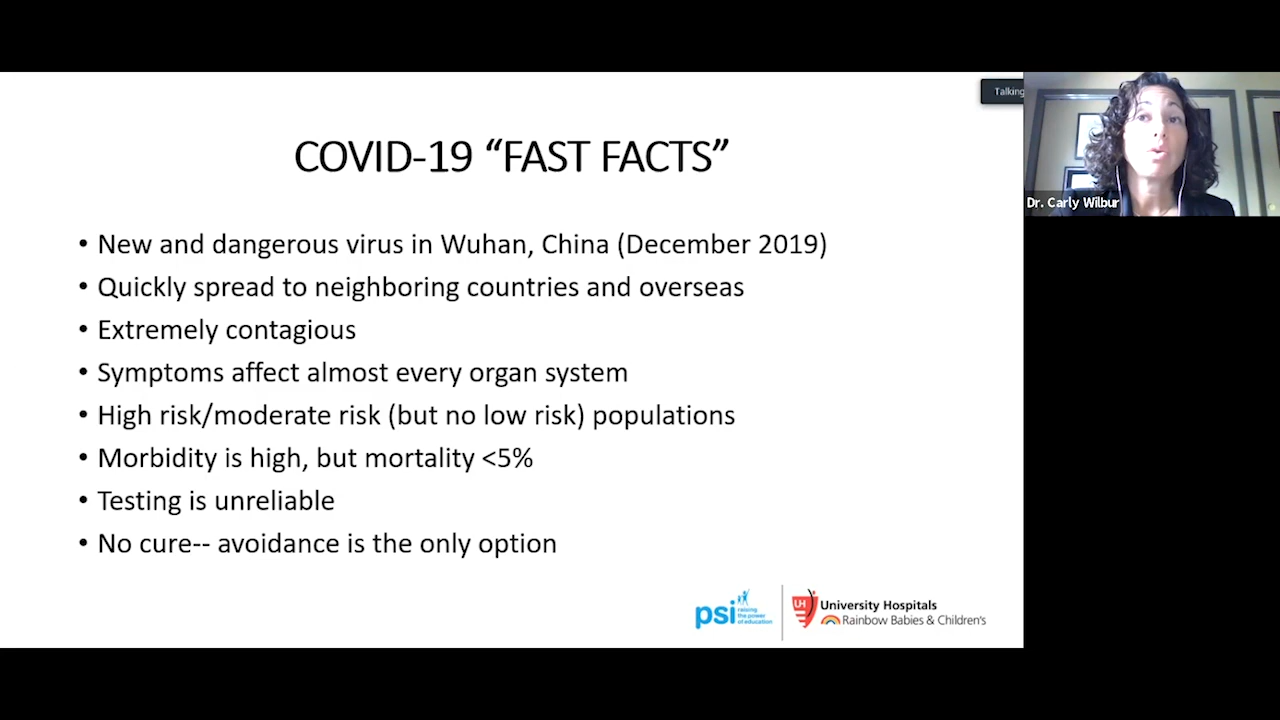 Talking
COVID-19 “FAST FACTS”
Dr. Carly Wilbur
• New and dangerous virus in Wuhan, China (December 2019)
• Quickly spread to neighboring countries and overseas
• Extremely contagious
• Symptoms affect almost every organ system
• High risk/moderate risk (but no low risk) populations
• Morbidity is high, but mortality <5%
• Testing is unreliable
• No cure-- avoidance is the only option
psi
raising
the power
of education
UH
University Hospitals
Rainbow Babies & Children's